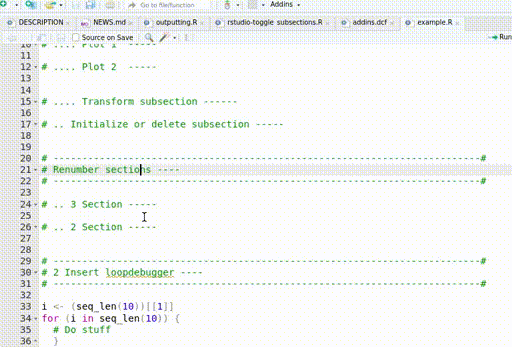 Go to file/function
Addins
DESCRIPTION
NEWS.md
outputting.R
rstudio-toggle subsections.R
addins.dcf
example.R
Source on Save
Run
10 # .... Plot 1 -----
11
12 # .... Plot 2 -----
13
14
15 # .... Transform subsection ------
16
17 # .. Initialize or delete subsection -----
18
19
20 # ------------------------------------------------------------------#
21 # Renumber sections ----
22 # ------------------------------------------------------------------#
23
24 # .. 3 Section -----
25
26 # .. 2 Section -----
27
28
29 # ------------------------------------------------------------------#
30 # 2 Insert loopdebugger ----
31 # ------------------------------------------------------------------#
32
33 i <- (seq_len(10))[[1]]
34 for (i in seq_len(10)) {
35 # Do stuff
36 }